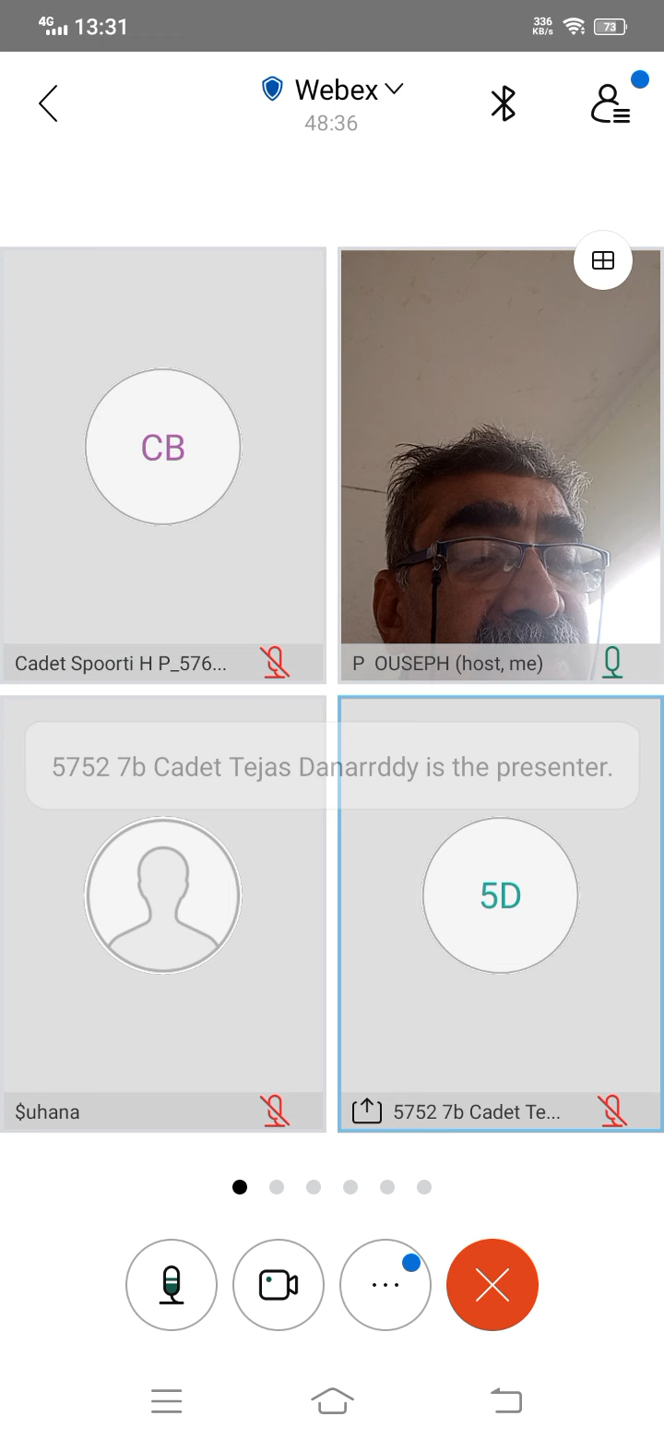 4G 13:31 336 KB/s 73
Webex
48:36
CB
Cadet Spoorti H P_576...
P OUSEPH (host, me)
5752 7b Cadet Tejas Danarrddy is the presenter.
5D
$uhana
5752 7b Cadet Te...